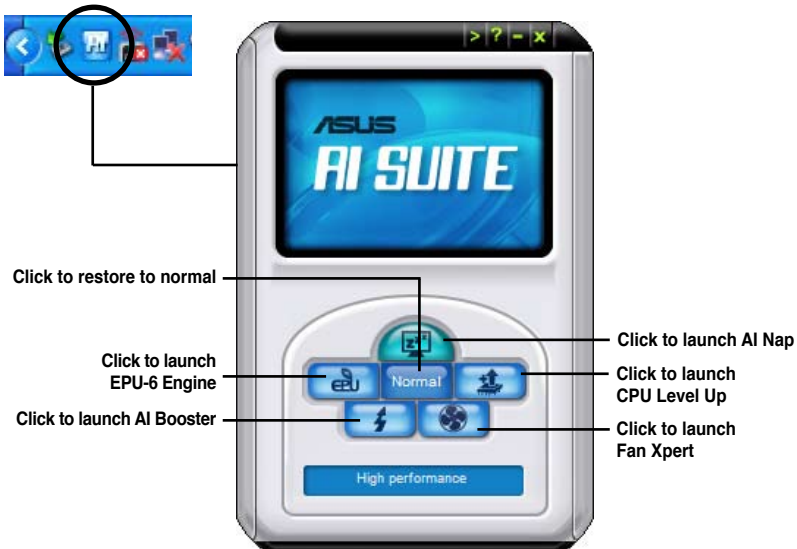 > ? - x
ASUS
AI SUITE
Click to restore to normal
Click to launch AI Nap
zzz
Click to launch
EPU-6 Engine
EPU
Normal
Click to launch
CPU Level Up
Click to launch AI Booster
Click to launch
Fan Xpert
High performance